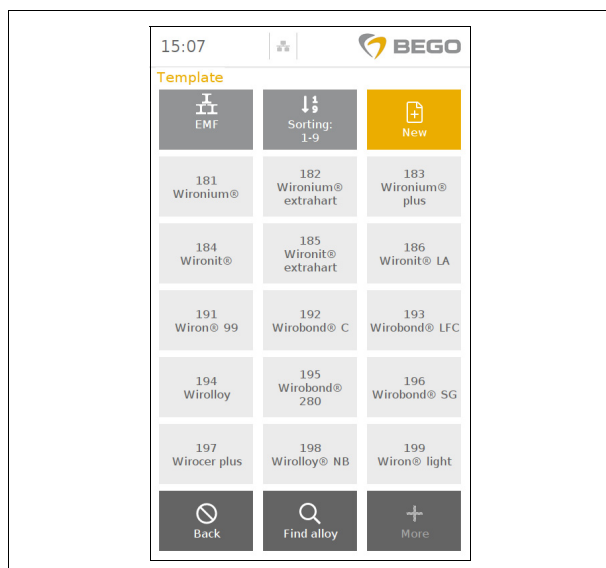 15:07
BEGO
Template
EMF
Sorting:
1-9
New
181
Wironium®
182
Wironium®
extrahart
183
Wironium®
plus
184
Wironit®
185
Wironit®
extrahart
186
Wironit® LA
191
Wiron® 99
192
Wirobond® C
193
Wirobond® LFC
194
Wirolloy
195
Wirobond®
280
196
Wirobond® SG
197
Wirocer plus
198
Wirolloy® NB
199
Wiron® light
Back
Find alloy
More